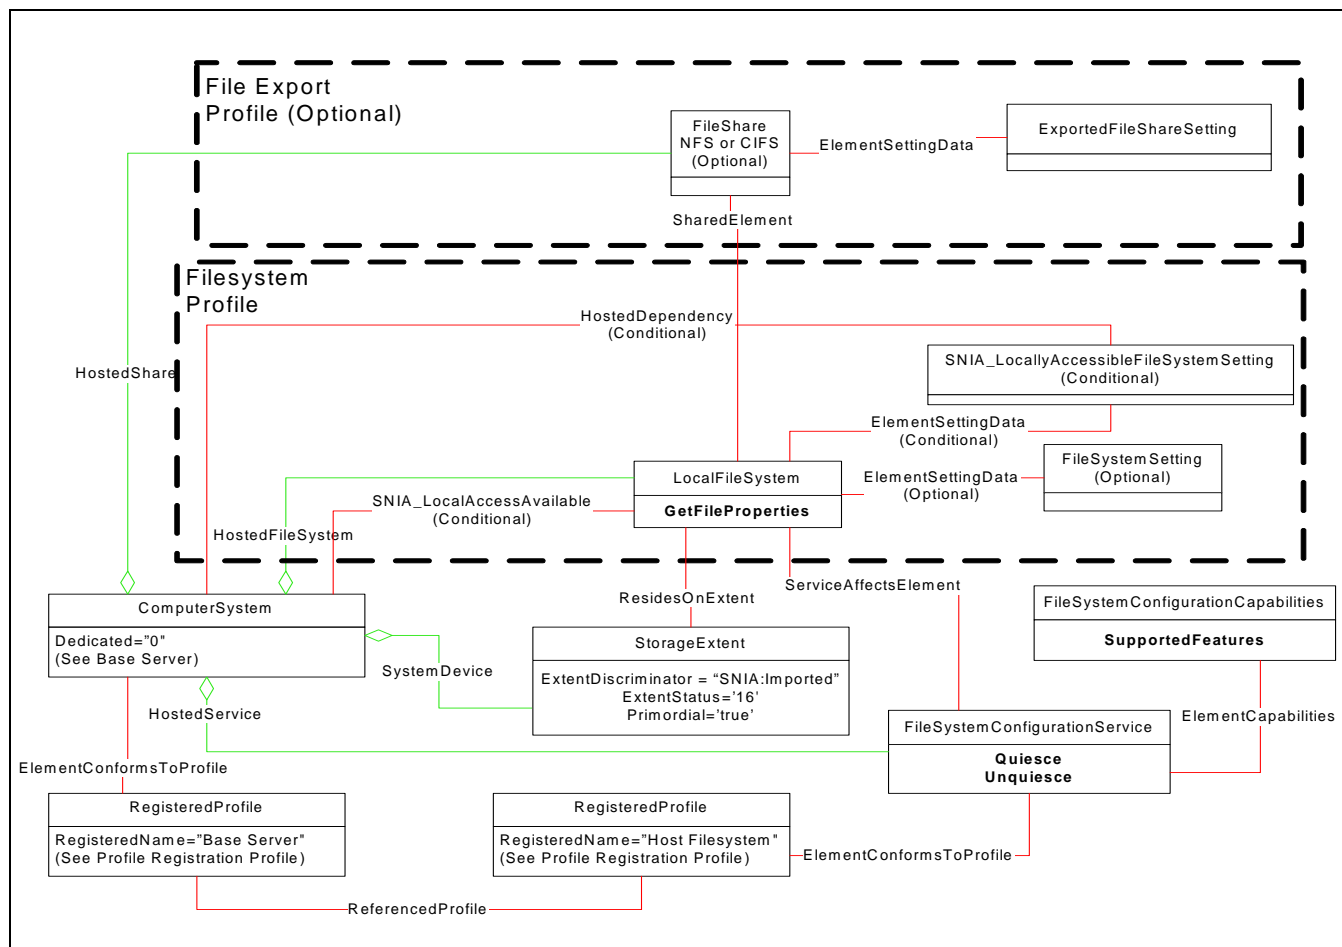 File Export
Profile (Optional)
FileShare
NFS or CIFS
(Optional)
ElementSettingData
ExportedFileShareSetting
SharedElement
Filesystem
Profile
HostedDependency
(Conditional)
HostedShare
SNIA_LocallyAccessibleFileSystemSetting
(Conditional)
ElementSettingData
(Conditional)
LocalFileSystem
GetFileProperties
ElementSettingData
(Optional)
FileSystemSetting
(Optional)
SNIA_LocalAccessAvailable
(Conditional)
HostedFileSystem
ComputerSystem
Dedicated="0"
(See Base Server)
ResidesOnExtent
ServiceAffectsElement
FileSystemConfigurationCapabilities
SupportedFeatures
StorageExtent
ExtentDiscriminator = “SNIA:Imported”
ExtentStatus=’16’
Primordial=’true’
SystemDevice
HostedService
FileSystemConfigurationService
Quiesce
Unquiesce
ElementCapabilities
ElementConformsToProfile
RegisteredProfile
RegisteredName=”Base Server"
(See Profile Registration Profile)
RegisteredProfile
RegisteredName=”Host Filesystem"
(See Profile Registration Profile)
ElementConformsToProfile
ReferencedProfile